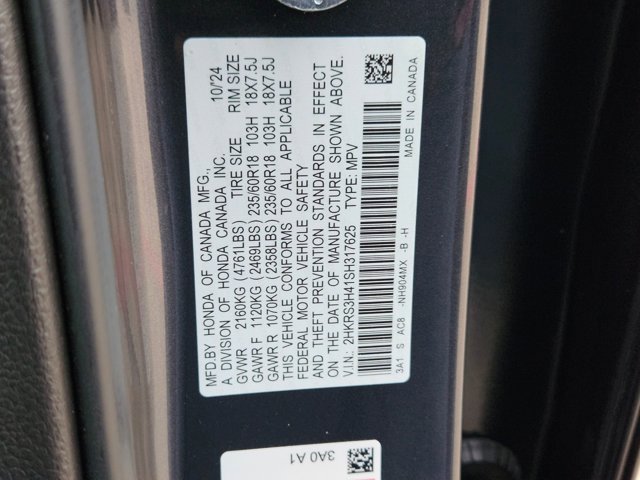 MFD.BY HONDA OF CANADA MFG.,
A DIVISION OF HONDA CANADA INC. 10/'24
GVWR 2160KG (4761LBS) TIRE SIZE RIM SIZE
GAWR F 1120KG (2469LBS) 235/60R18 103H 18X7.5J
GAWR R 1070KG (2358LBS) 235/60R18 103H 18X7.5J
THIS VEHICLE CONFORMS TO ALL APPLICABLE
FEDERAL MOTOR VEHICLE SAFETY
AND THEFT PREVENTION STANDARDS IN EFFECT
ON THE DATE OF MANUFACTURE SHOWN ABOVE.
V.I.N.: 2HKRS3H41SH317625 TYPE: MPV
3A1 S AC8 -NH904MX -B -H MADE IN CANADA
3A0 A1